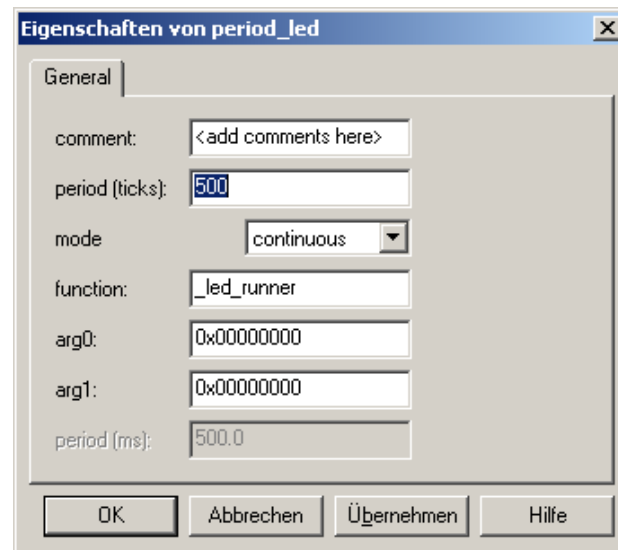 Eigenschaften von period_led
General
comment: <add comments here>
period (ticks): 500
mode continuous
function: _led_runner
arg0: 0x00000000
arg1: 0x00000000
period (ms): 500.0
OK Abbrechen Übernehmen Hilfe